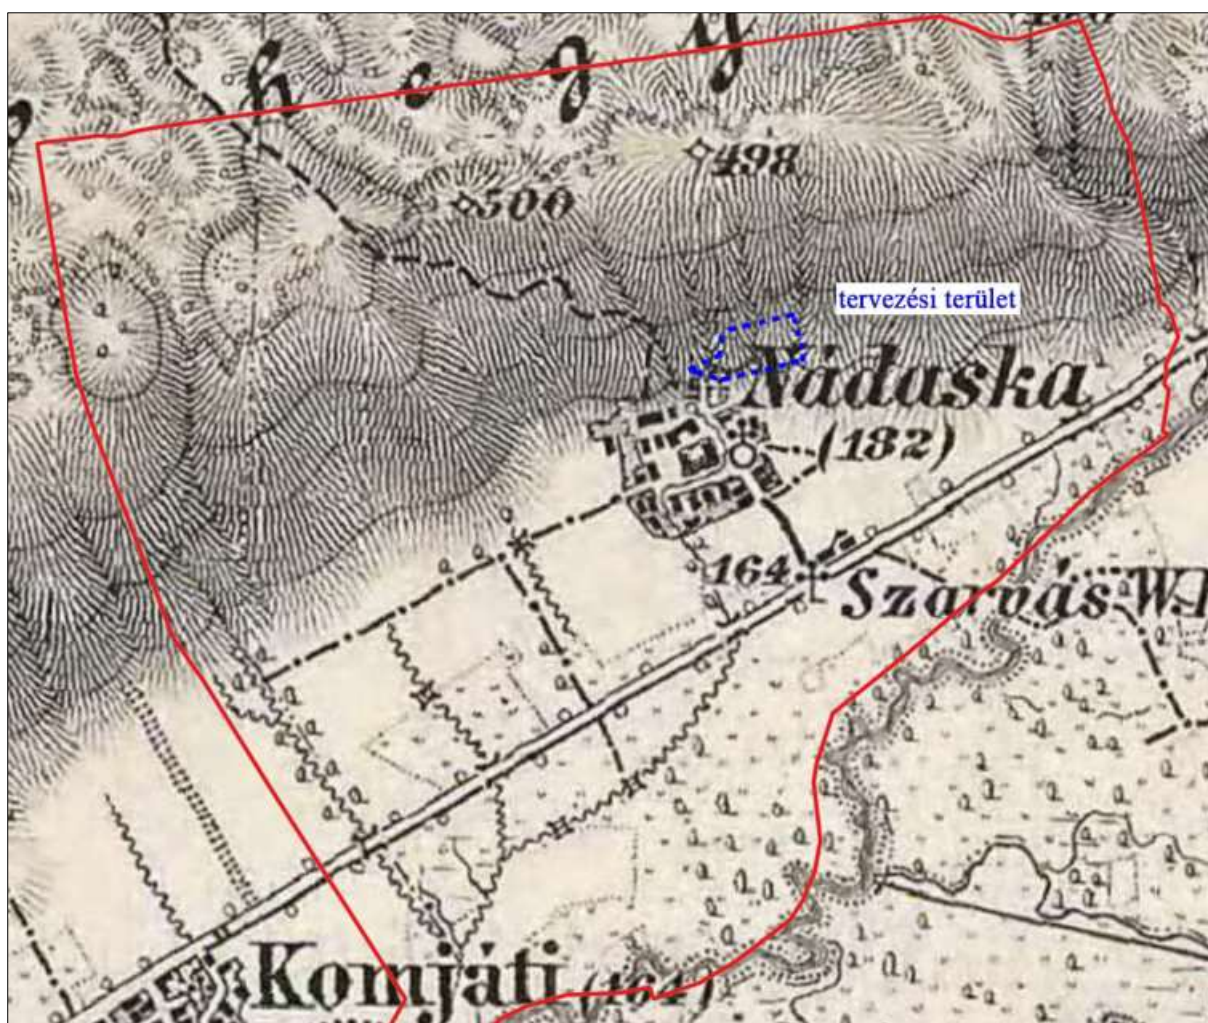 hegy
498
500
tervezési terület
Nádaska
(182)
164
Szarvás W.
Komjáti
(164)